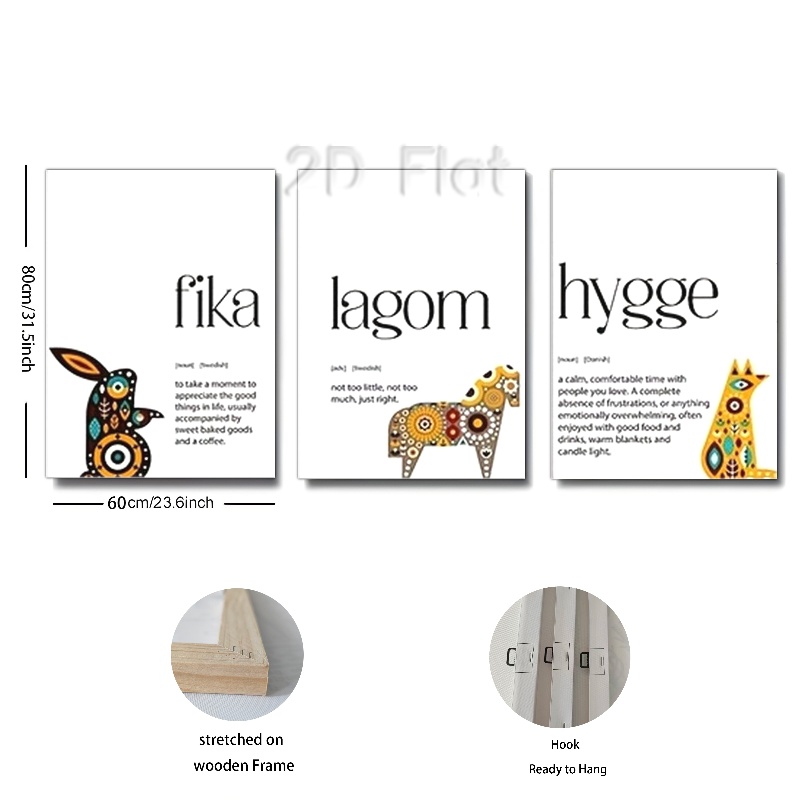 2D Flat
80cm/31.5inch
fika
[noun] [Swedish]
to take a moment to
appreciate the good
things in life, usually
accompanied by
sweet baked goods
and a coffee.
lagom
[adv.] [Swedish]
not too little, not too
much, just right.
hygge
[noun] [Danish]
a calm, comfortable time with
people you love. A complete
absence of frustrations, or anything
emotionally overwhelming, often
enjoyed with good food and
drinks, warm blankets and
candle light.
60cm/23.6inch
stretched on
wooden Frame
Hook
Ready to Hang